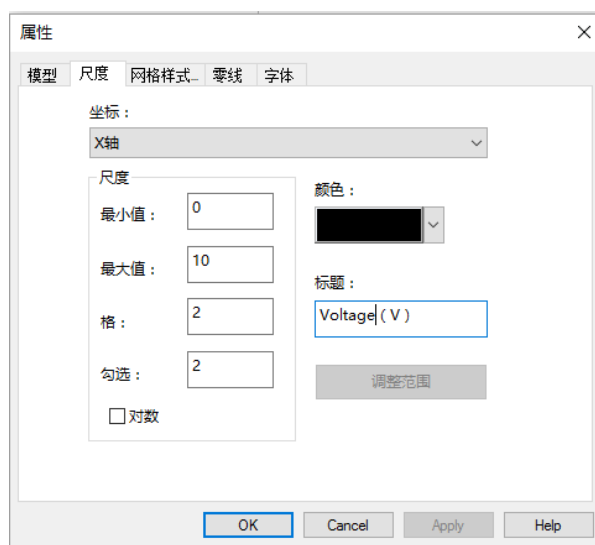 属性
模型 尺度 网格样式... 零线 字体
坐标：
X轴
尺度
最小值： 0
最大值： 10
格： 2
勾选： 2
对数
颜色：
标题：
Voltage（V）
调整范围
OK Cancel Apply Help